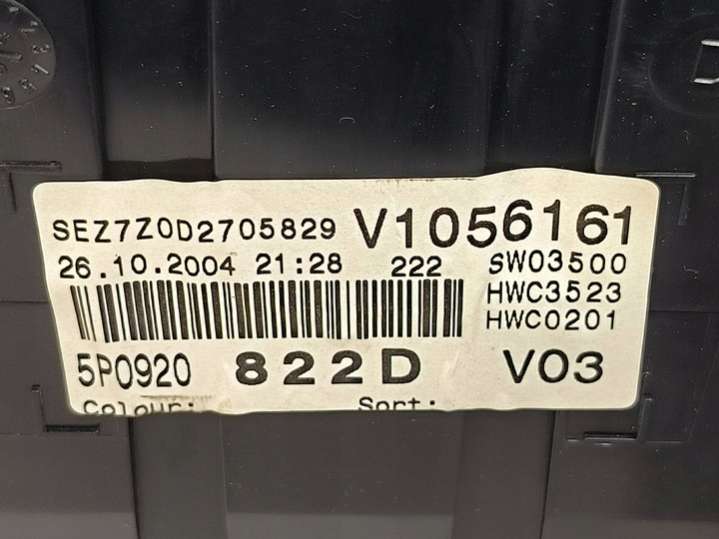 SEZ7Z0D2705829 V1056161
26.10.2004 21:28 222 SW03500
HWC3523
HWC0201
5P0920 822D V03
Colour: Sort: